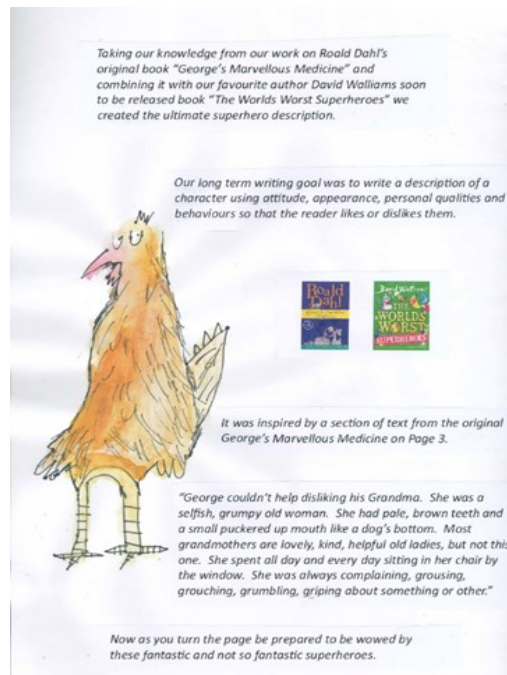 Taking our knowledge from our work on Roald Dahl's
original book "George's Marvellous Medicine" and
combining it with our favourite author David Walliams soon
to be released book "The Worlds Worst Superheroes" we
created the ultimate superhero description.
Our long term writing goal was to write a description of a
character using attitude, appearance, personal qualities and
behaviours so that the reader likes or dislikes them.
Roald
Dahl
David Walliams
THE
WORLD'S
WORST
SUPERHEROES
It was inspired by a section of text from the original
George's Marvellous Medicine on Page 3.
"George couldn't help disliking his Grandma. She was a
selfish, grumpy old woman. She had pale, brown teeth and
a small puckered up mouth like a dog's bottom. Most
grandmothers are lovely, kind, helpful old ladies, but not this
one. She spent all day and every day sitting in her chair by
the window. She was always complaining, grousing,
grouching, grumbling, griping about something or other."
Now as you turn the page be prepared to be wowed by
these fantastic and not so fantastic superheroes.